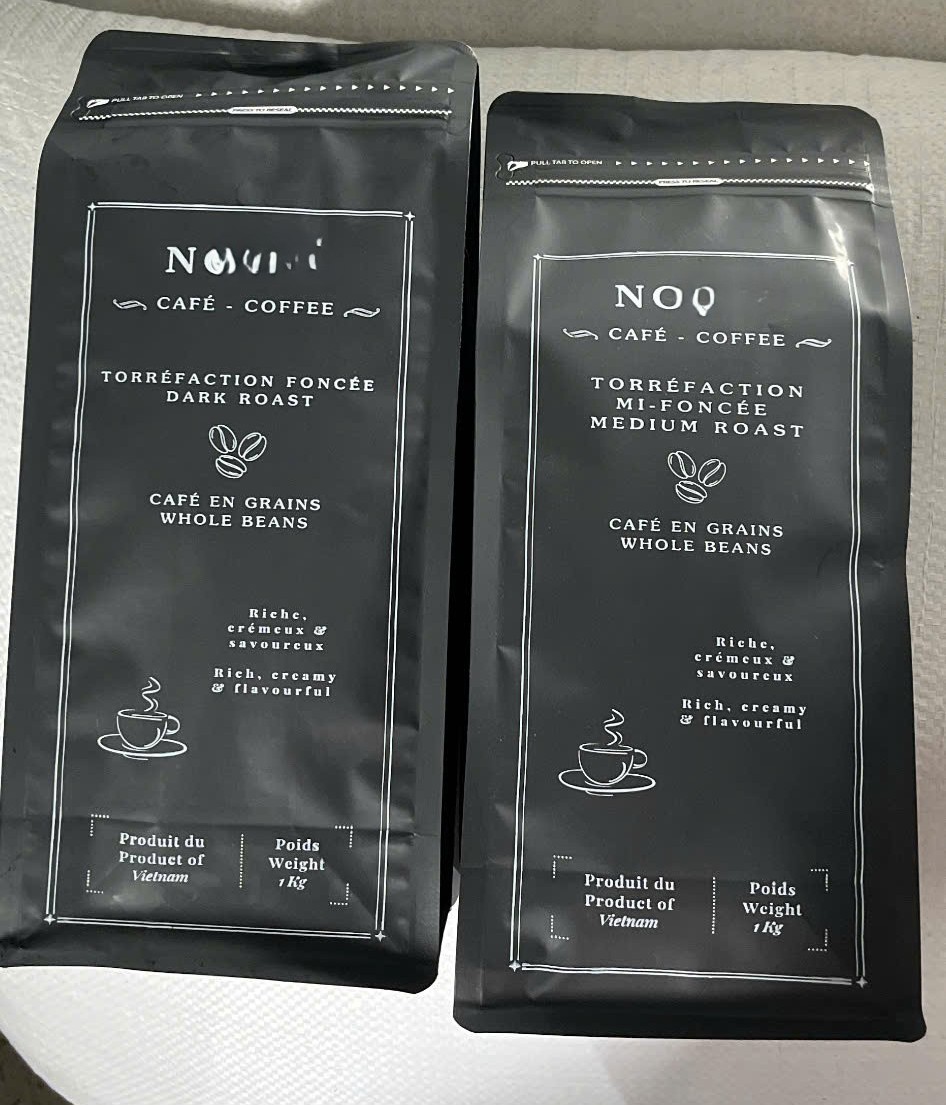 PULL TAB TO OPEN
PRESS TO RESEAL
CAFÉ - COFFEE
TORRÉFACTION FONCÉE
DARK ROAST
CAFÉ EN GRAINS
WHOLE BEANS
Riche,
crémeux &
savoureux
Rich, creamy
& flavourful
Produit du
Product of
Vietnam
Poids
Weight
1 Kg
PULL TAB TO OPEN
PRESS TO RESEAL
CAFÉ - COFFEE
TORRÉFACTION
MI-FONCÉE
MEDIUM ROAST
CAFÉ EN GRAINS
WHOLE BEANS
Riche,
crémeux &
savoureux
Rich, creamy
& flavourful
Produit du
Product of
Vietnam
Poids
Weight
1 Kg